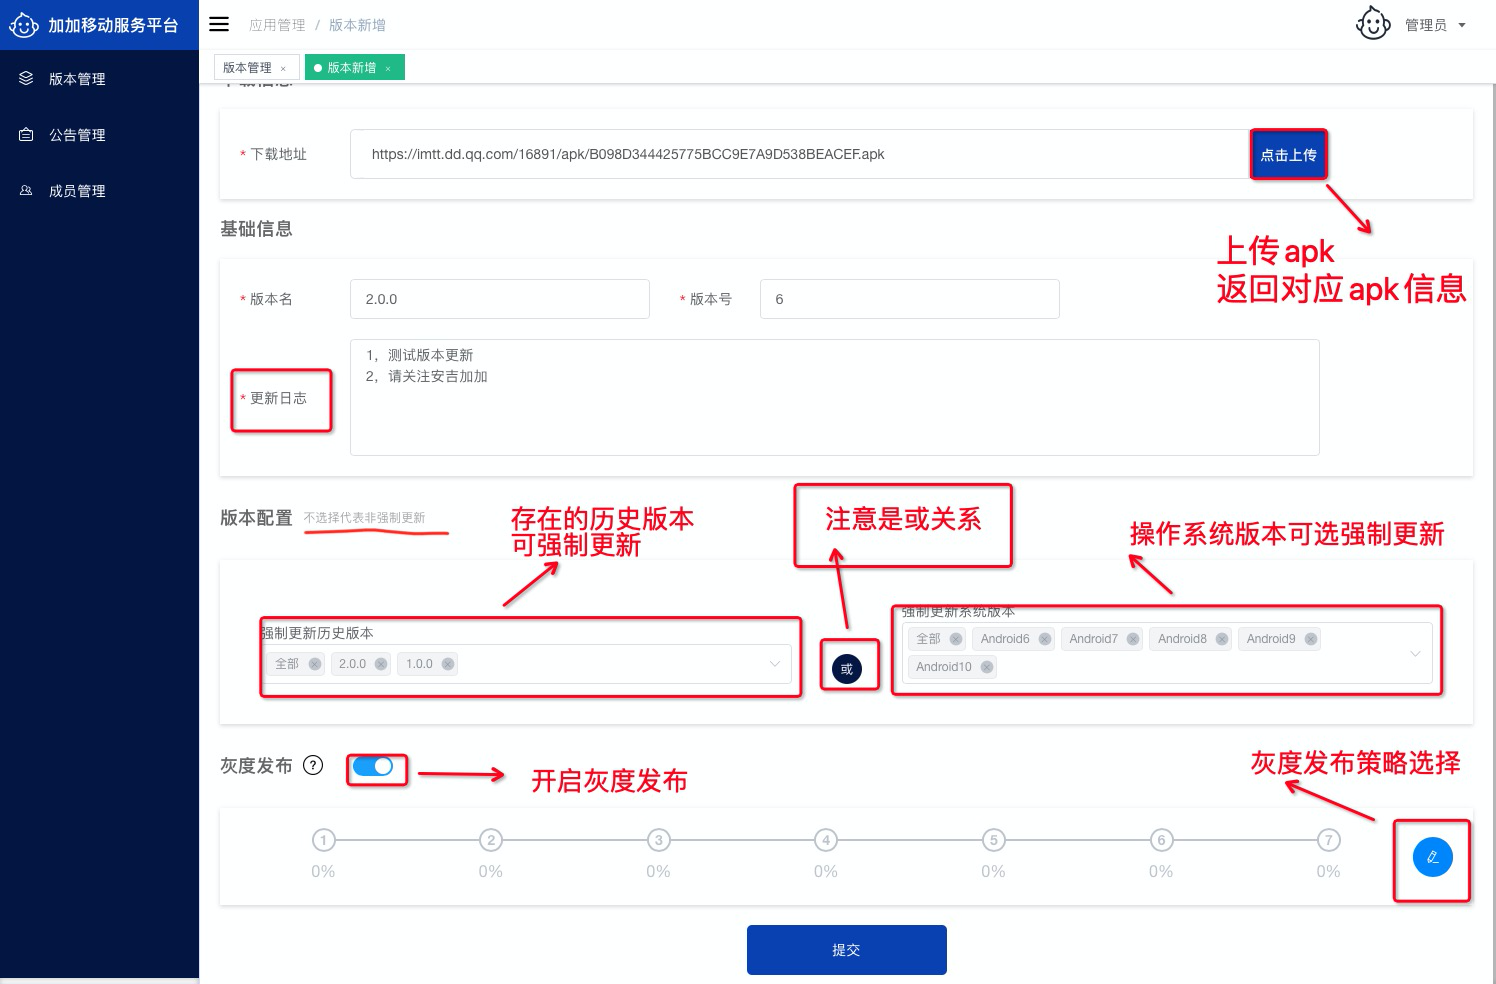 加加移动服务平台
应用管理 / 版本新增
管理员
版本管理 ×
版本新增 ×
版本管理
公告管理
成员管理
下载信息
* 下载地址
https://imtt.dd.qq.com/16891/apk/B098D344425775BCC9E7A9D538BEACEF.apk
点击上传
上传apk
返回对应apk信息
基础信息
* 版本名
2.0.0
* 版本号
6
* 更新日志
1，测试版本更新
2，请关注安吉加加
版本配置 不选择代表非强制更新
存在的历史版本
可强制更新
注意是或关系
操作系统版本可选强制更新
强制更新历史版本
全部 2.0.0 1.0.0
或
强制更新系统版本
全部 Android6 Android7 Android8 Android9
Android10
灰度发布 ?
开启灰度发布
灰度发布策略选择
1 2 3 4 5 6 7
0% 0% 0% 0% 0% 0% 0%
提交